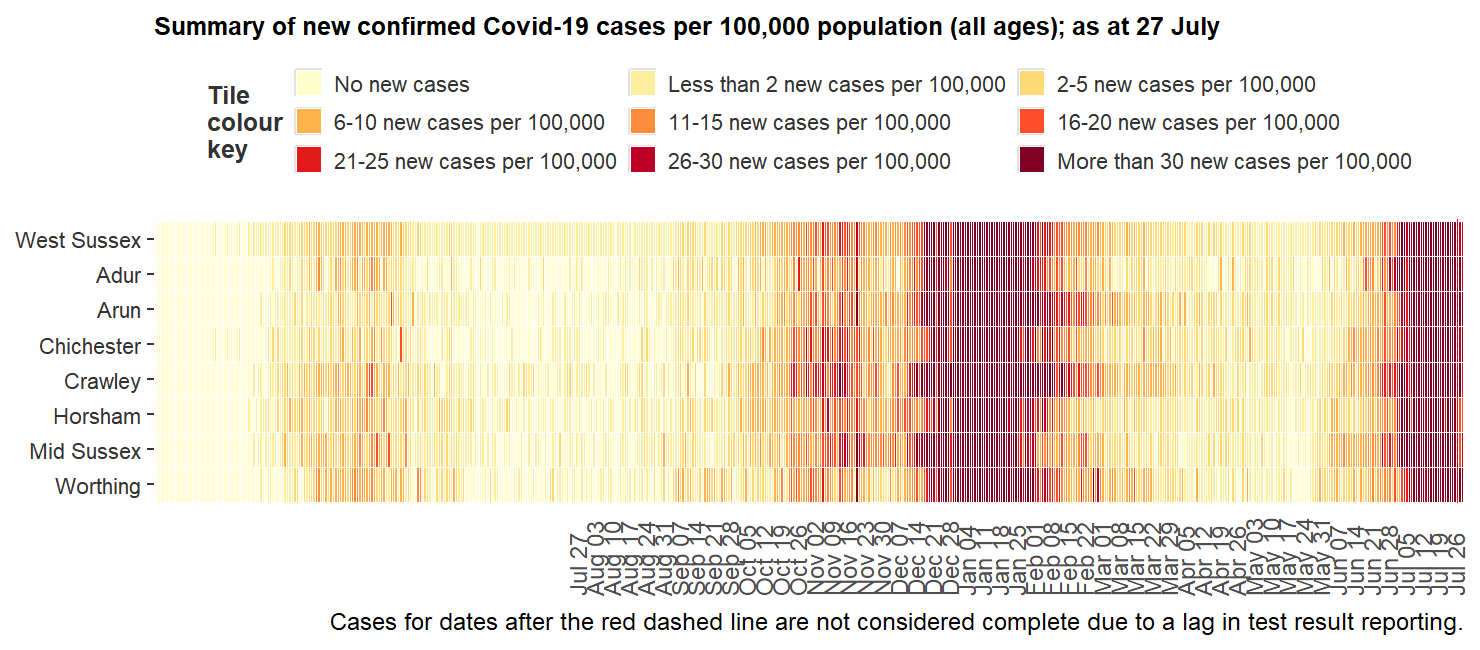 Summary of new confirmed Covid-19 cases per 100,000 population (all ages); as at 27 July
Tile colour key
No new cases
Less than 2 new cases per 100,000
2-5 new cases per 100,000
6-10 new cases per 100,000
11-15 new cases per 100,000
16-20 new cases per 100,000
21-25 new cases per 100,000
26-30 new cases per 100,000
More than 30 new cases per 100,000
West Sussex
Adur
Arun
Chichester
Crawley
Horsham
Mid Sussex
Worthing
Jul 27
Aug 03
Aug 10
Aug 17
Aug 24
Aug 31
Sep 07
Sep 14
Sep 21
Sep 28
Oct 05
Oct 12
Oct 19
Oct 26
Nov 02
Nov 09
Nov 16
Nov 23
Nov 30
Dec 07
Dec 14
Dec 21
Dec 28
Jan 04
Jan 11
Jan 18
Jan 25
Feb 01
Feb 08
Feb 15
Feb 22
Mar 01
Mar 08
Mar 15
Mar 22
Mar 29
Apr 05
Apr 12
Apr 19
Apr 26
May 03
May 10
May 17
May 24
May 31
Jun 07
Jun 14
Jun 21
Jun 28
Jul 05
Jul 12
Jul 19
Jul 26
Cases for dates after the red dashed line are not considered complete due to a lag in test result reporting.